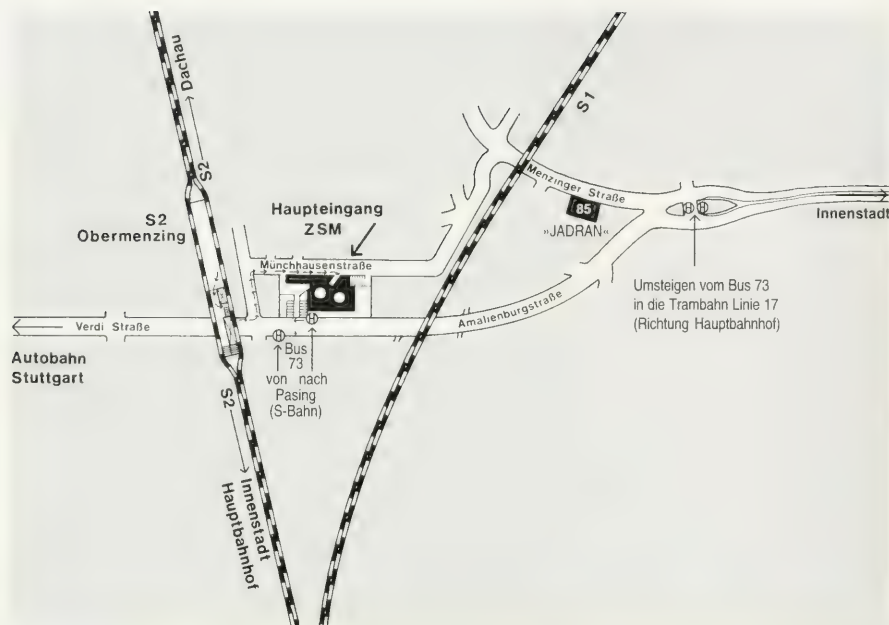 Dachau
S2
S1
S2
Obermenzing
Haupteingang
ZSM
Münchhausenstraße
Menzinger Straße
85
»JADRAN«
H
Innenstadt
Umsteigen vom Bus 73
in die Trambahn Linie 17
(Richtung Hauptbahnhof)
Verdi Straße
Amalienburgstraße
Autobahn
Stuttgart
H
H
Bus
73
von nach
Pasing
(S-Bahn)
S2
Innenstadt
Hauptbahnhof